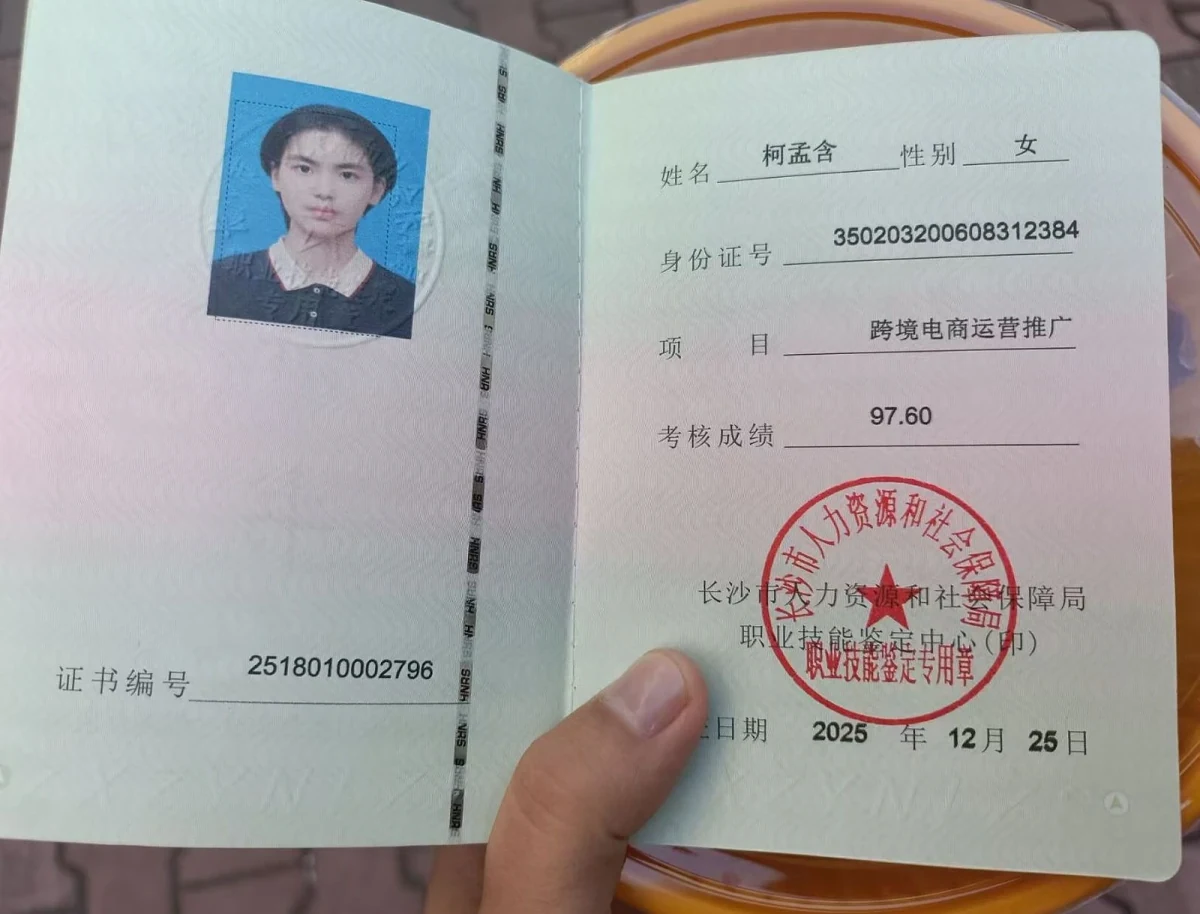 证书编号 2518010002796
姓名 柯孟含 性别 女
身份证号 350203200608312384
项目 跨境电商运营推广
考核成绩 97.60
长沙市人力资源和社会保障局
职业技能鉴定中心(印)
长沙市人力资源和社会保障局
职业技能鉴定专用章
日期 2025 年 12 月 25 日
HNRS